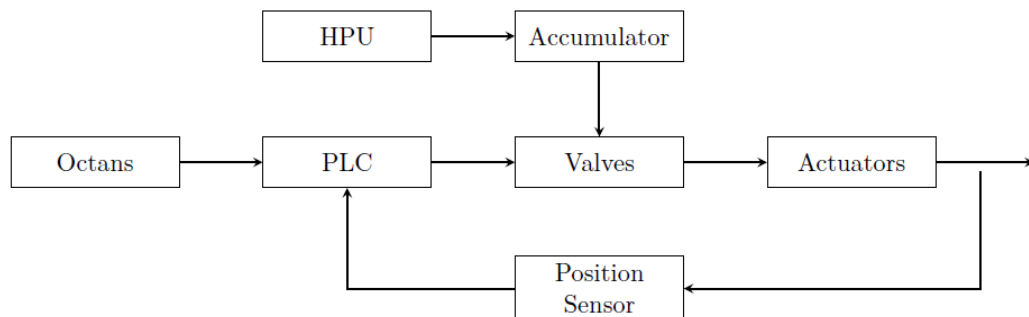 HPU
Accumulator
Octans
PLC
Valves
Actuators
Position
Sensor